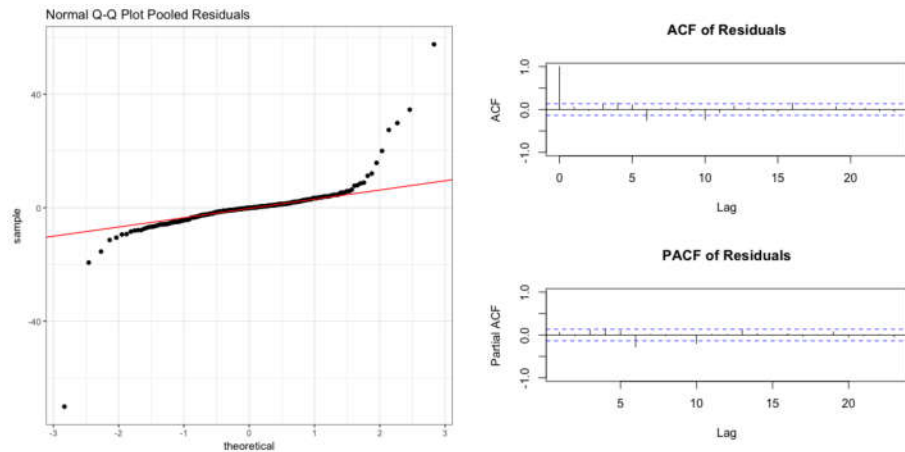 Normal Q-Q Plot Pooled Residuals
sample
40
0
-40
-3
-2
-1
0
1
2
3
theoretical
ACF of Residuals
ACF
1.0
0.0
-1.0
0
5
10
15
20
Lag
PACF of Residuals
Partial ACF
1.0
0.0
-1.0
5
10
15
20
Lag